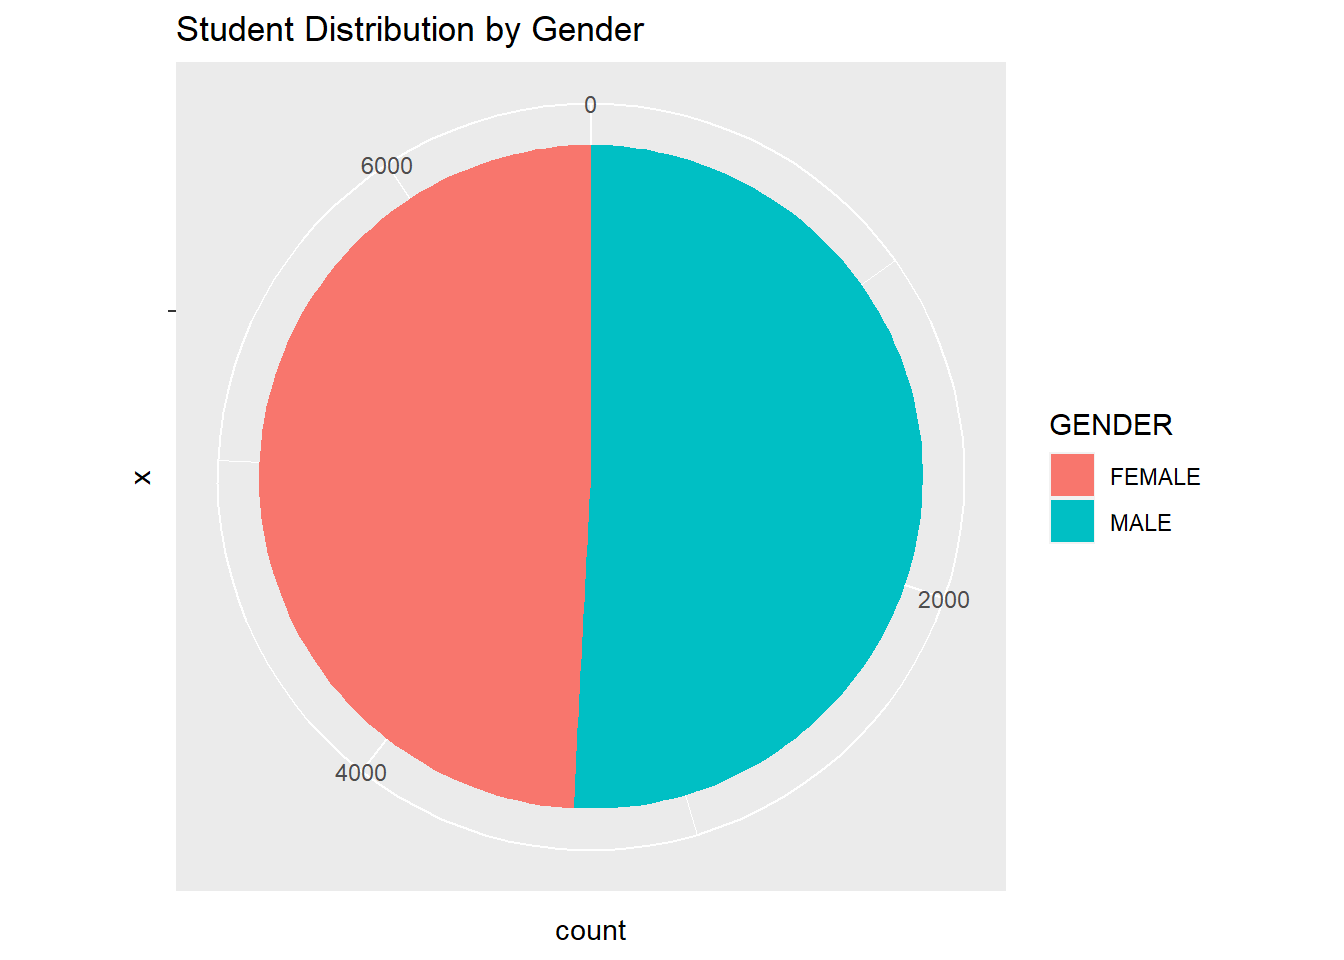 Student Distribution by Gender
0
6000
2000
4000
x
count
GENDER
FEMALE
MALE